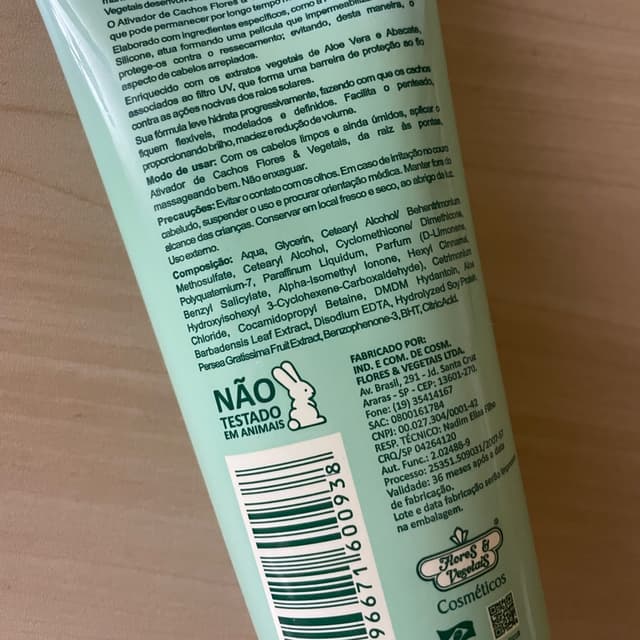 Vegetais desenvolv
O Ativador de Cachos Flores &
que pode permanecer por longo tempo n
Elaborado com ingredientes específicos, como a
Silicone, atua formando uma película que impermeabiliza
protege-os contra o ressecamento, evitando, desta maneira, o
aspecto de cabelos arrepiados.
Enriquecido com os extratos vegetais de Aloe Vera e Abacate,
associados ao filtro UV, que forma uma barreira de proteção ao fio
contra as ações nocivas dos raios solares.
Sua fórmula leve hidrata progressivamente, fazendo com que os cachos
fiquem flexíveis, modelados e definidos. Facilita o penteado,
proporcionando brilho, maciez e redução de volume.
Modo de usar: Com os cabelos limpos e ainda úmidos, aplicar o
Ativador de Cachos Flores & Vegetais, da raiz às pontas,
massageando bem. Não enxaguar.
Precauções: Evitar o contato com os olhos. Em caso de irritação no couro
cabeludo, suspender o uso e procurar orientação médica. Manter fora do
alcance das crianças. Conservar em local fresco e seco, ao abrigo da luz.
Uso externo.
Composição: Aqua, Glycerin, Cetearyl Alcohol/ Behentrimonium
Methosulfate, Cetearyl Alcohol, Cyclomethicone/ Dimethicone,
Polyquaternium-7, Paraffinum Liquidum, Parfum (D-Limonene,
Benzyl Salicylate, Alpha-Isomethyl Ionone, Hexyl Cinnamal,
Hydroxyisohexyl 3-Cyclohexene-Carboxaldehyde), Cetrimonium
Chloride, Cocamidopropyl Betaine, DMDM Hydantoin, Aloe
Barbadensis Leaf Extract, Disodium EDTA, Hydrolyzed Soy Protein,
Persea Gratissima Fruit Extract, Benzophenone-3, BHT, Citric Acid.
NÃO
TESTADO
EM ANIMAIS
FABRICADO POR:
IND. E COM. DE COSM.
FLORES & VEGETAIS LTDA.
Av. Brasil, 291 - Jd. Santa Cruz
Araras - SP - CEP: 13601-270
Fone: (19) 35414167
SAC: 0800161784
CNPJ: 00.027.304/0001-42
RESP. TÉCNICO: Nadim Elias Filho
CRQ/SP 04264120
Aut. Func.: 2.02486-9
Processo: 25351.509031/2007-57
Validade: 36 meses após a data
de fabricação.
Lote e data fabricação serão
na embalagem.
96671600938
Flores &
Vegetais
Cosméticos